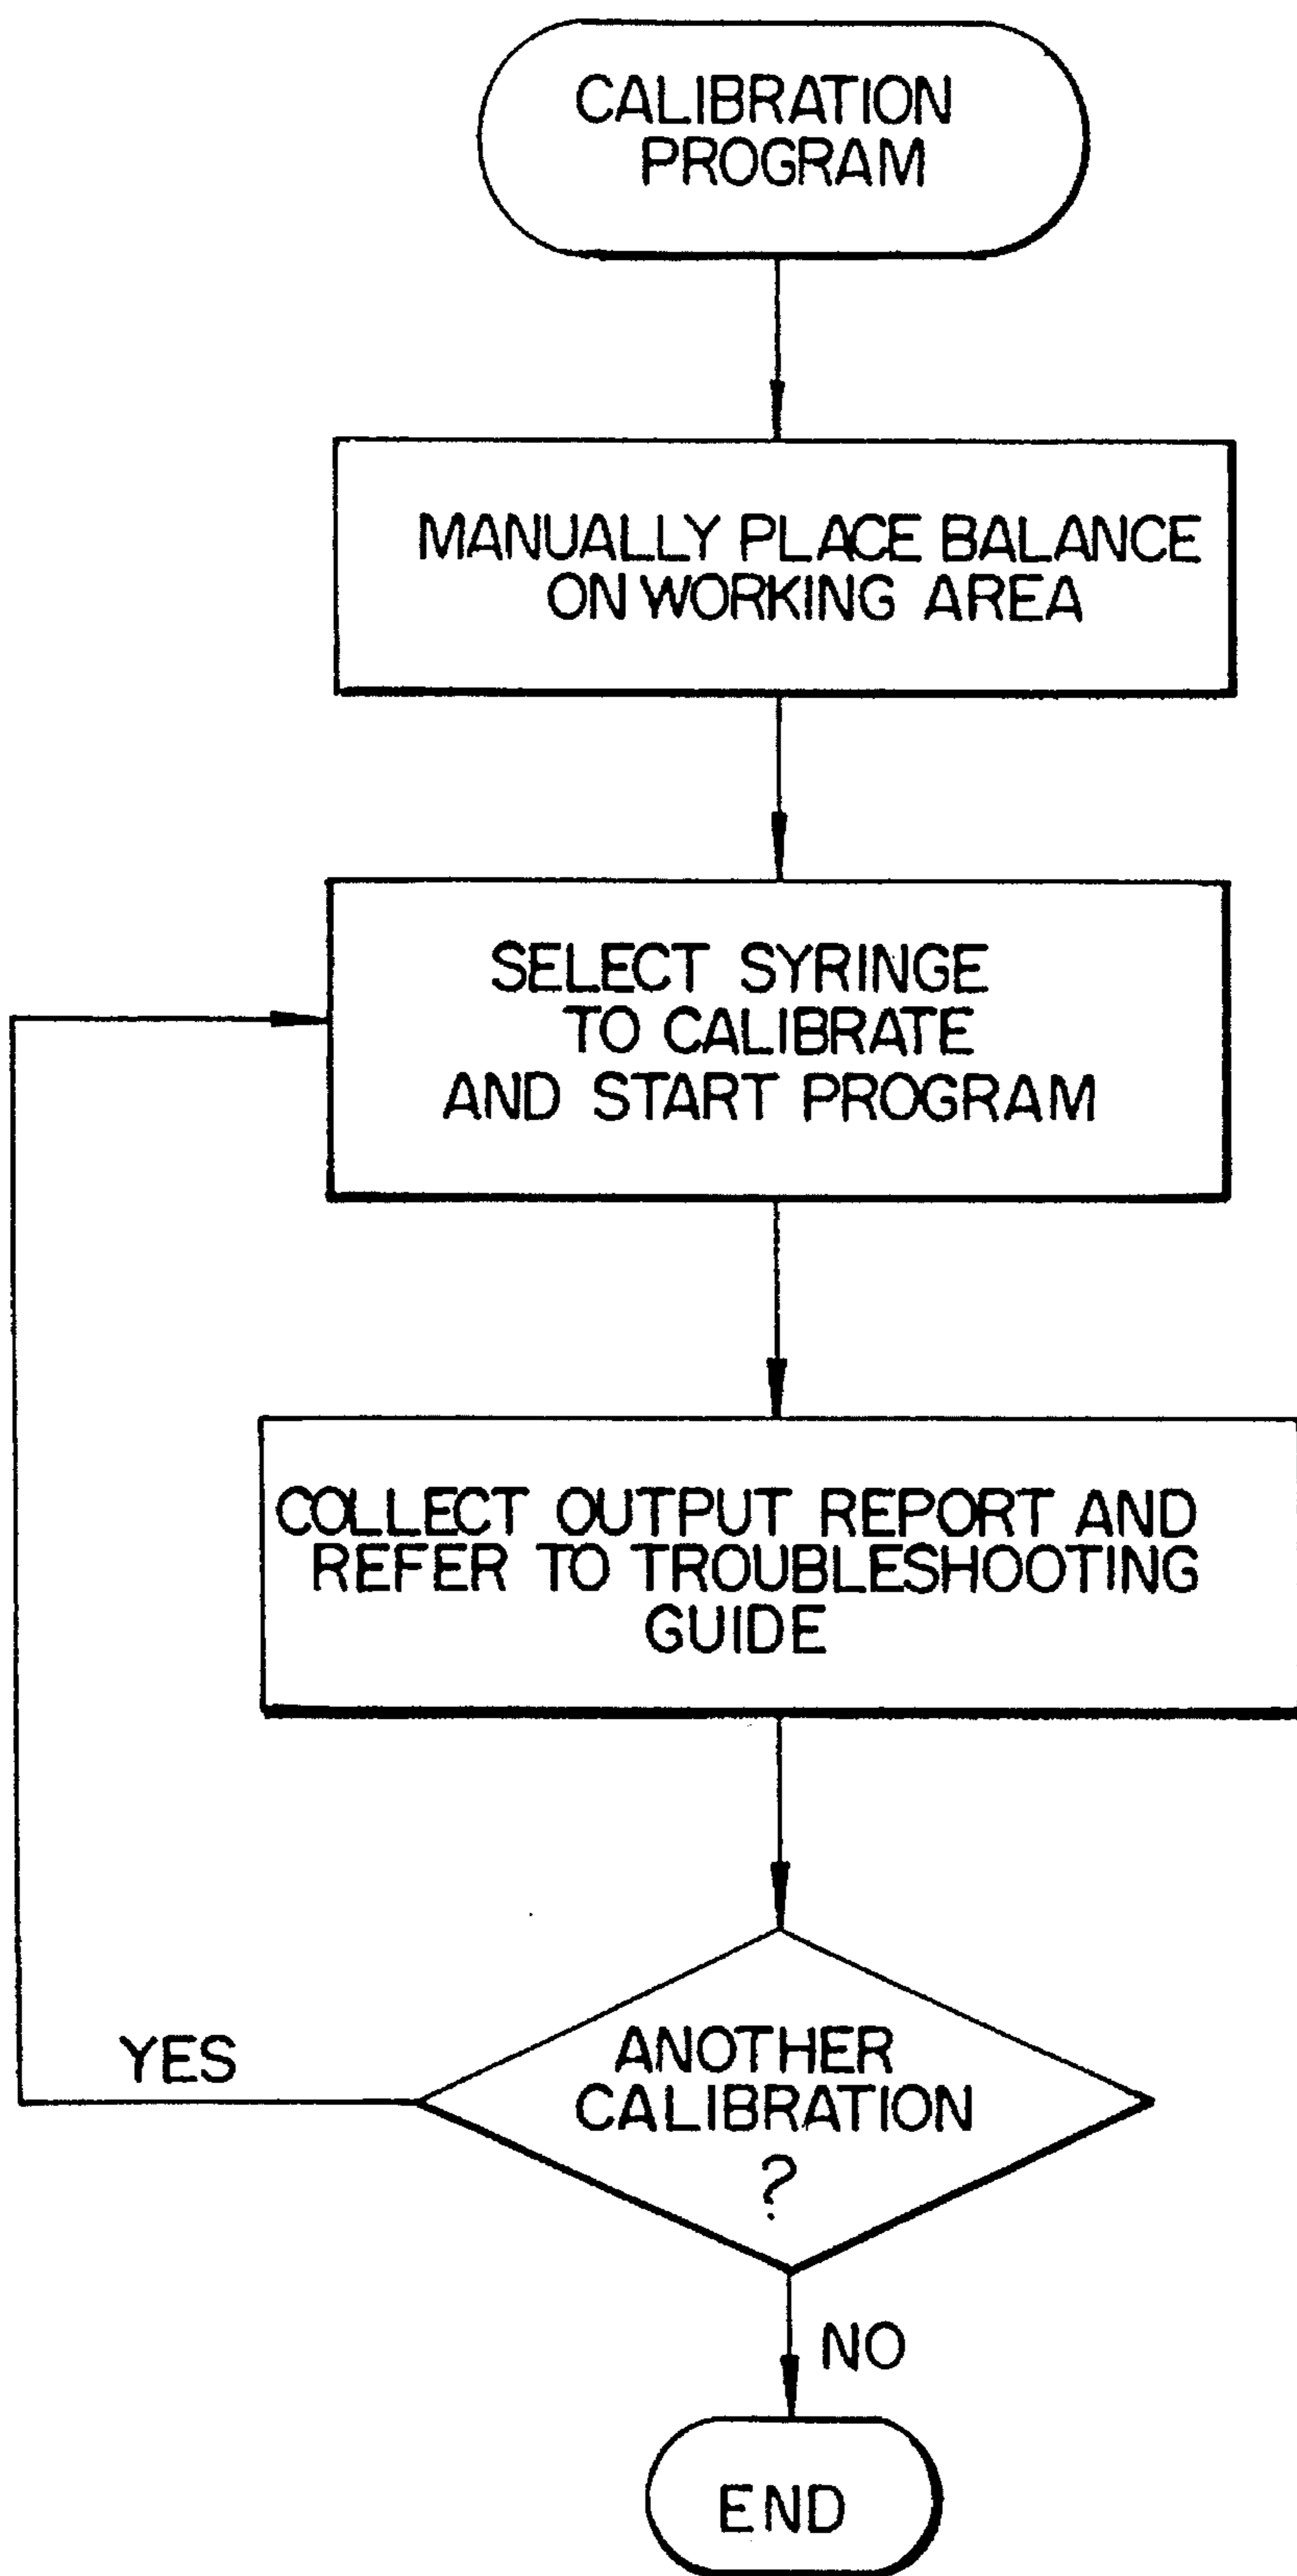 CALIBRATION
PROGRAM
MANUALLY PLACE BALANCE
ON WORKING AREA
SELECT SYRINGE
TO CALIBRATE
AND START PROGRAM
COLLECT OUTPUT REPORT AND
REFER TO TROUBLESHOOTING
GUIDE
ANOTHER
CALIBRATION
?
YES
NO
END